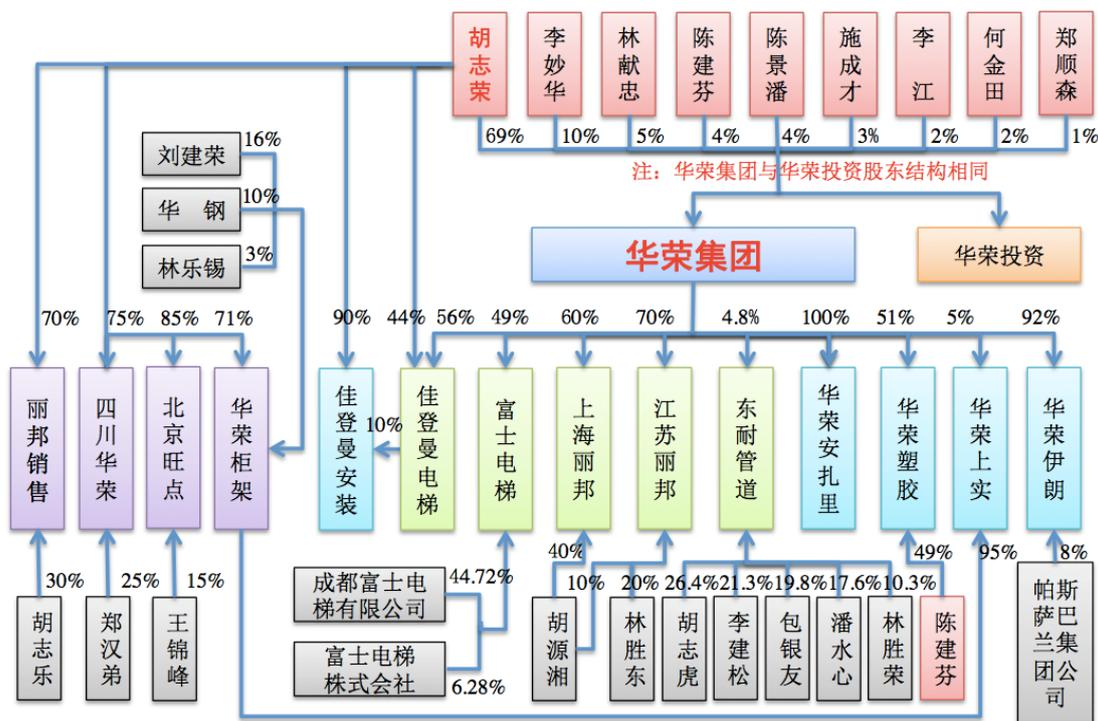 胡志荣
李妙华
林献忠
陈建芬
陈景潘
施成才
李 江
何金田
郑顺森
69%
10%
5%
4%
4%
3%
2%
2%
1%
注：华荣集团与华荣投资股东结构相同
刘建荣
16%
华 钢
10%
林乐锡
3%
华荣集团
华荣投资
70%
75%
85%
71%
90%
44%
56%
49%
60%
70%
4.8%
100%
51%
5%
92%
丽邦销售
四川华荣
北京旺点
华荣柜架
佳登曼安装
10%
佳登曼电梯
富士电梯
上海丽邦
江苏丽邦
东耐管道
华荣安扎里
华荣塑胶
华荣上实
华荣伊朗
30%
25%
15%
44.72%
6.28%
40%
10%
20%
26.4%
21.3%
19.8%
17.6%
10.3%
49%
95%
8%
胡志乐
郑汉弟
王锦峰
成都富士电
梯有限公司
富士电梯
株式会社
胡源湘
林胜东
胡志虎
李建松
包银友
潘水心
林胜荣
陈建芬
帕斯
萨巴
兰集
团公
司